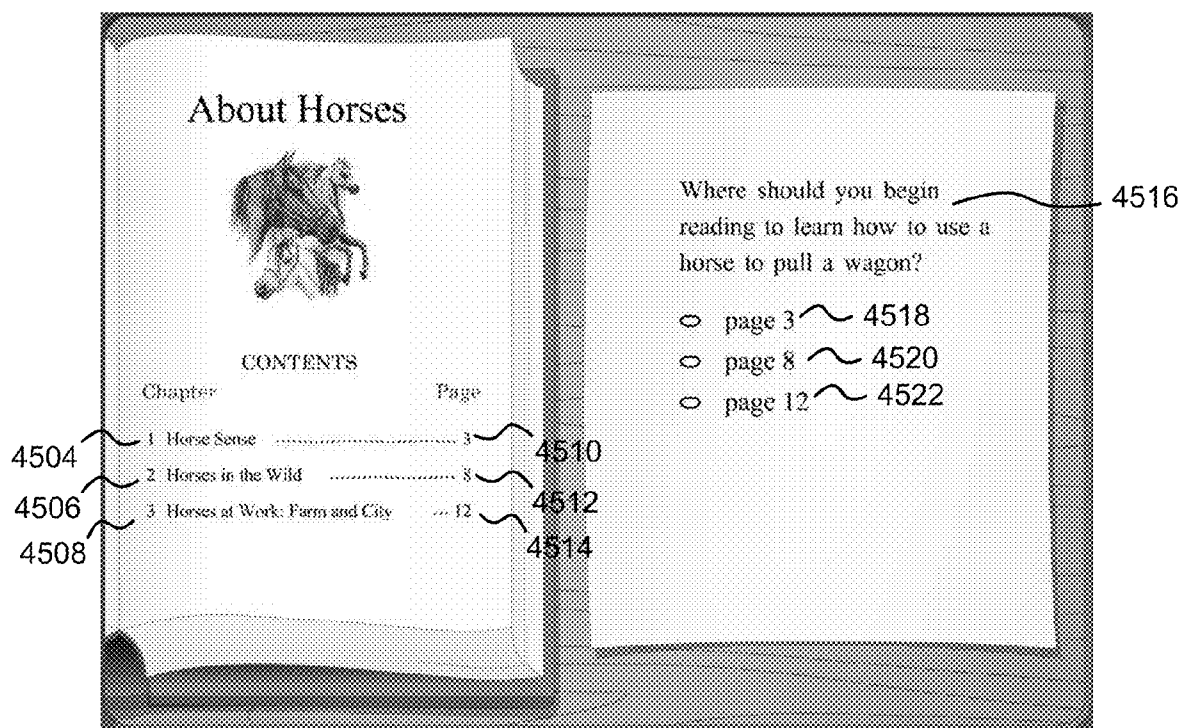 About Horses
CONTENTS
Chapter Page
1 Horse Sense ................................ 3
2 Horses in the Wild ...................... 8
3 Horses at Work: Farm and City ... 12
4504
4506
4508
4510
4512
4514
Where should you begin
reading to learn how to use a
horse to pull a wagon?
page 3
page 8
page 12
4516
4518
4520
4522